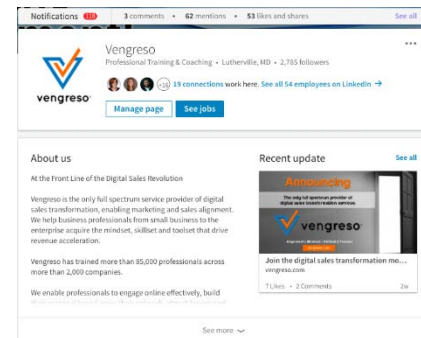 Notifications 118 3 comments • 62 mentions • 53 likes and shares See all
Vengreso
Professional Training & Coaching • Lutherville, MD • 2,785 followers
+16 19 connections work here. See all 54 employees on LinkedIn →
vengreso
Manage page See jobs
About us
At the Front Line of the Digital Sales Revolution
Vengreso is the only full spectrum service provider of digital
sales transformation, enabling marketing and sales alignment.
We help business professionals from small business to the
enterprise acquire the mindset, skillset and toolset that drive
revenue acceleration.
Vengreso has trained more than 85,000 professionals across
more than 2,000 companies.
We enable professionals to engage online effectively, build
Recent update See all
Announcing
The only full spectrum provider of
digital sales transformation services.
vengreso
Join the digital sales transformation mo...
vengreso.com
7 Likes • 2 Comments 2w
See more